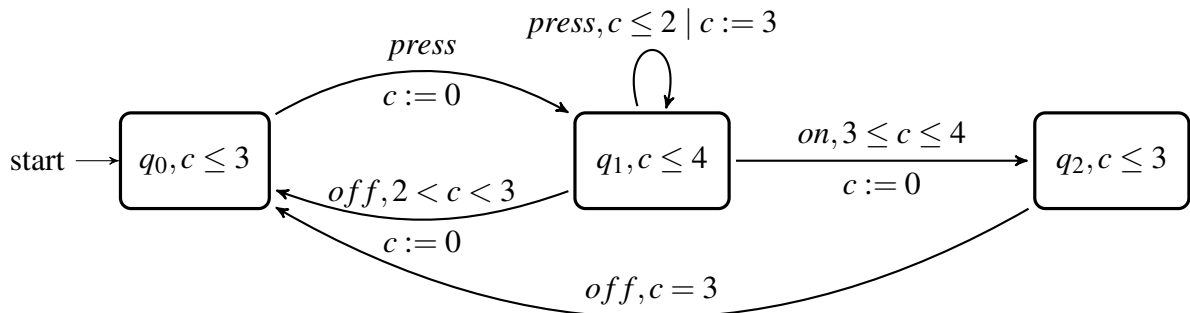 press, c ≤ 2 | c := 3
press
c := 0
on, 3 ≤ c ≤ 4
start
q₀, c ≤ 3
q₁, c ≤ 4
q₂, c ≤ 3
c := 0
off, 2 < c < 3
c := 0
off, c = 3